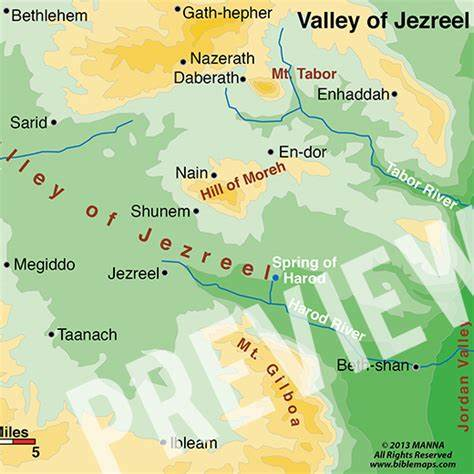 Bethlehem
Gath-hepher
Valley of Jezreel
Nazerath
Daberath
Mt. Tabor
Enhaddah
Sarid
En-dor
Nain
Hill of Moreh
Tabor River
Shunem
lley of Jezreel
Megiddo
Jezreel
Spring of
Harod
Harod River
Taanach
Beth-shan
Jordan Valley
Mt. Gilboa
PREVIEW
Ibleam
Miles
5
© 2013 MANNA
All Rights Reserved
www.biblemaps.com